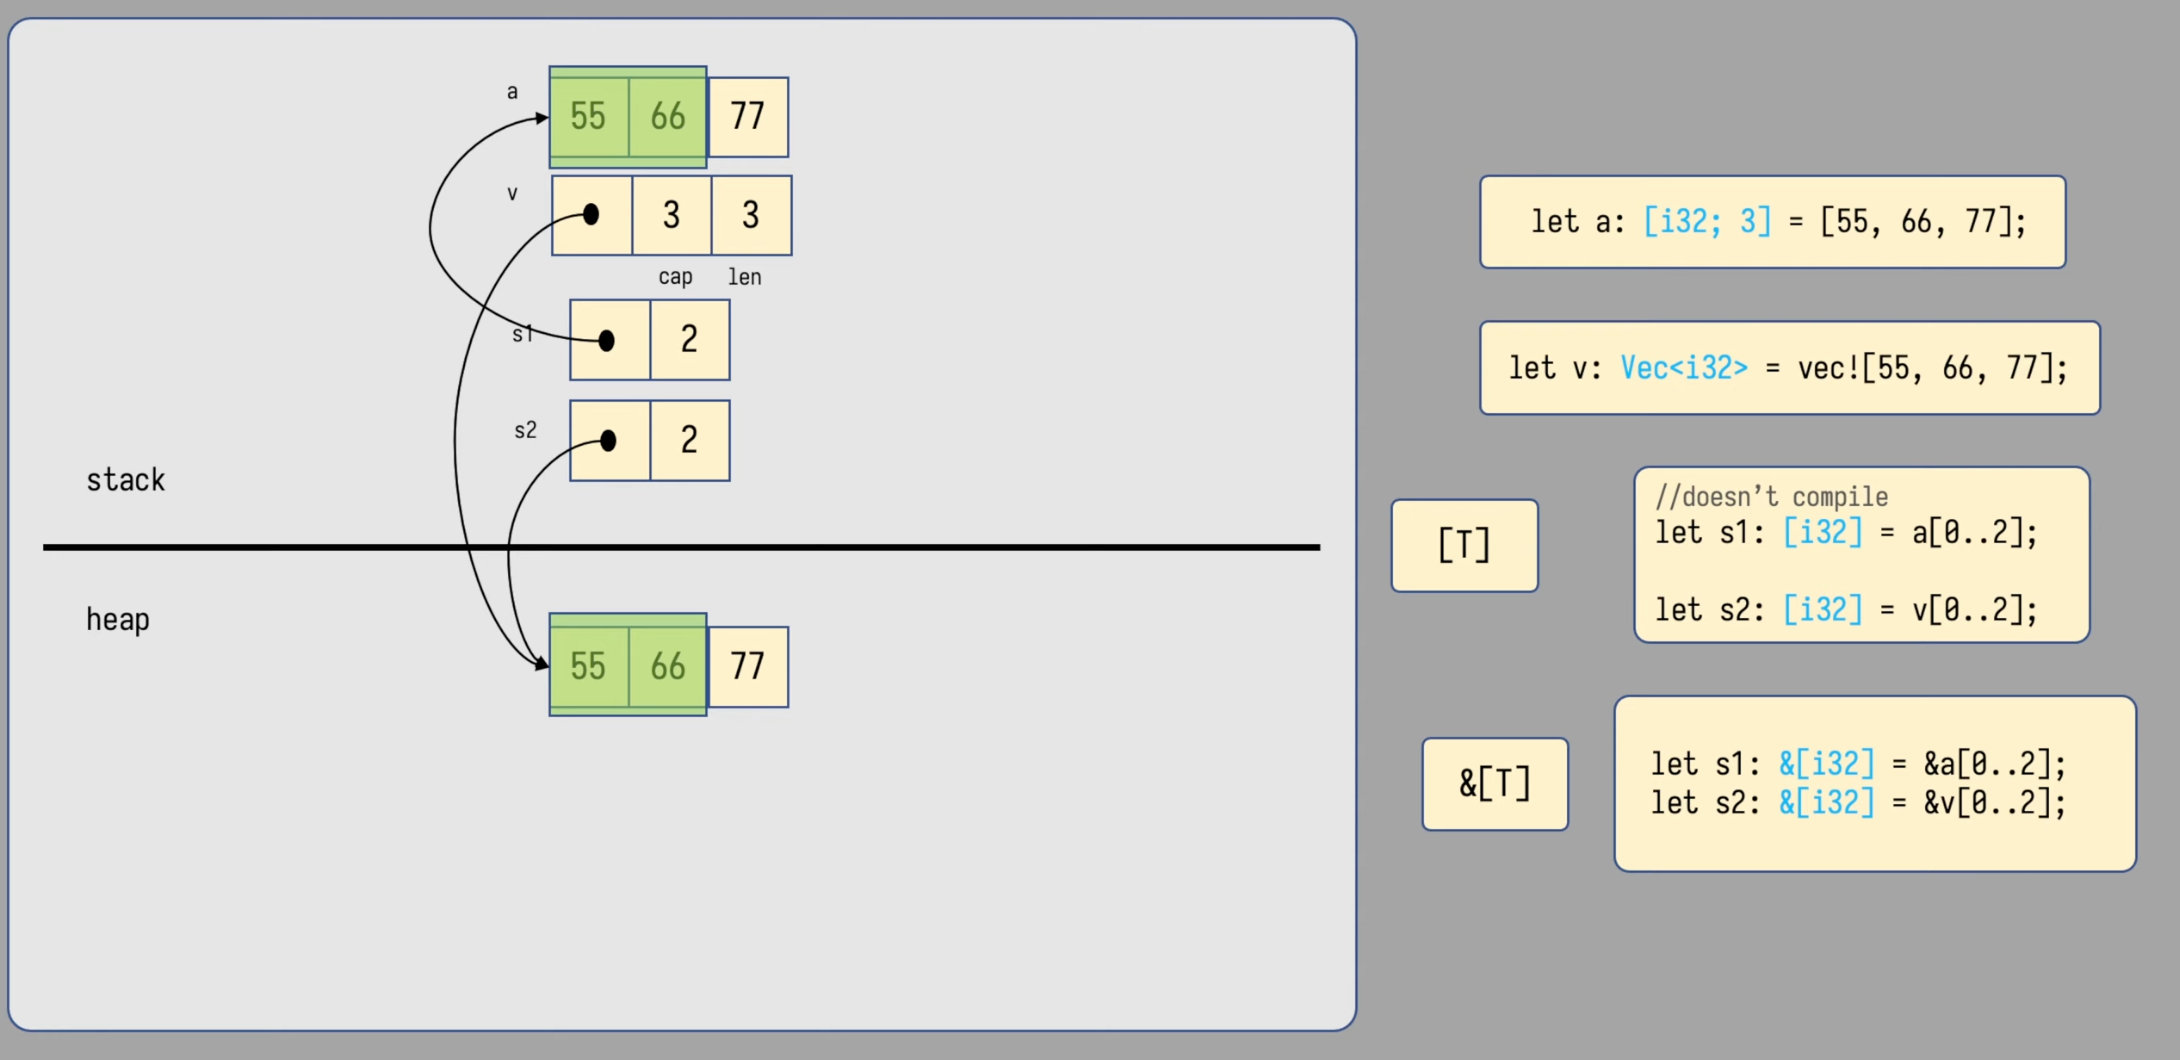 a
55 66 77
v
3 3
cap len
s1
2
s2
2
stack
heap
55 66 77
let a: [i32; 3] = [55, 66, 77];
let v: Vec<i32> = vec![55, 66, 77];
[T]
//doesn’t compile
let s1: [i32] = a[0..2];
let s2: [i32] = v[0..2];
&[T]
let s1: &[i32] = &a[0..2];
let s2: &[i32] = &v[0..2];